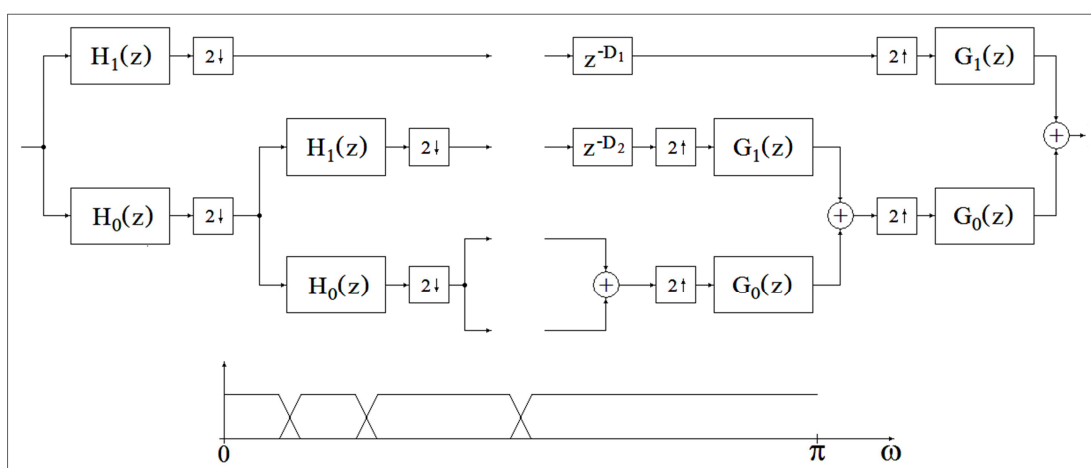 H₁(z) 2↓ z^-D₁ 2↑ G₁(z)
H₁(z) 2↓ z^-D₂ 2↑ G₁(z)
+
H₀(z) 2↓ + 2↑ G₀(z)
H₀(z) 2↓ + 2↑ G₀(z)
0 π ω